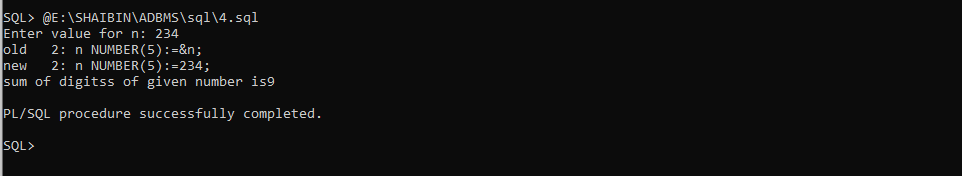 SQL> @E:\SHAIBIN\ADBMS\sql\4.sql
Enter value for n: 234
old   2: n NUMBER(5):=&n;
new   2: n NUMBER(5):=234;
sum of digitss of given number is9
PL/SQL procedure successfully completed.
SQL>